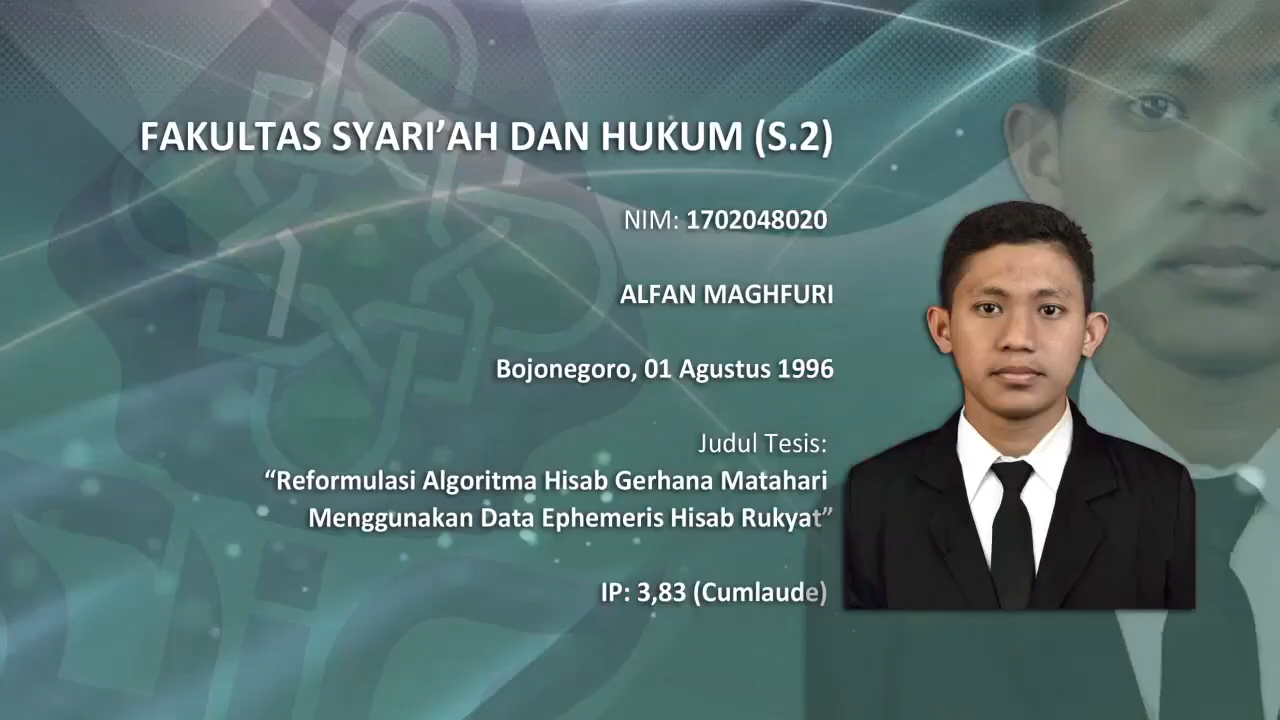 FAKULTAS SYARI’AH DAN HUKUM (S.2)
NIM: 1702048020
ALFAN MAGHFURI
Bojonegoro, 01 Agustus 1996
Judul Tesis:
“Reformulasi Algoritma Hisab Gerhana Matahari
Menggunakan Data Ephemeris Hisab Rukyat”
IP: 3,83 (Cumlaude)